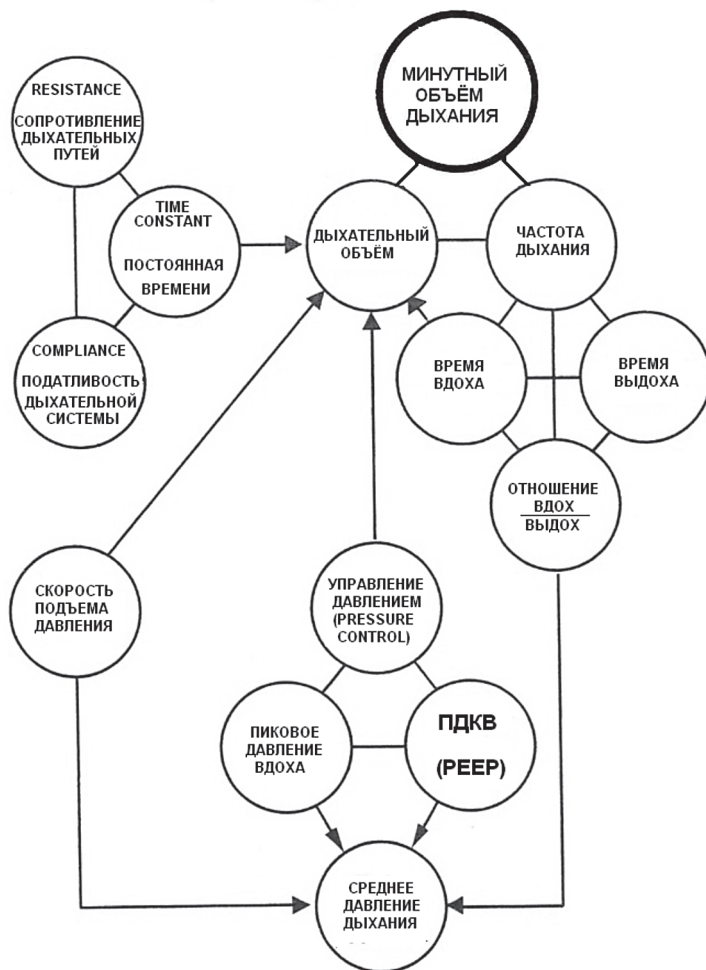 МИНУТНЫЙ
ОБЪЁМ
ДЫХАНИЯ
RESISTANCE
СОПРОТИВЛЕНИЕ
ДЫХАТЕЛЬНЫХ
ПУТЕЙ
TIME
CONSTANT
ПОСТОЯННАЯ
ВРЕМЕНИ
ДЫХАТЕЛЬНЫЙ
ОБЪЁМ
ЧАСТОТА
ДЫХАНИЯ
COMPLIANCE
ПОДАТЛИВОСТЬ
ДЫХАТЕЛЬНОЙ
СИСТЕМЫ
ВРЕМЯ
ВДОХА
ВРЕМЯ
ВЫДОХА
ОТНОШЕНИЕ
ВДОХ
ВЫДОХ
СКОРОСТЬ
ПОДЪЕМА
ДАВЛЕНИЯ
УПРАВЛЕНИЕ
ДАВЛЕНИЕМ
(PRESSURE
CONTROL)
ПИКОВОЕ
ДАВЛЕНИЕ
ВДОХА
ПДКВ
(PEEP)
СРЕДНЕЕ
ДАВЛЕНИЕ
ДЫХАНИЯ